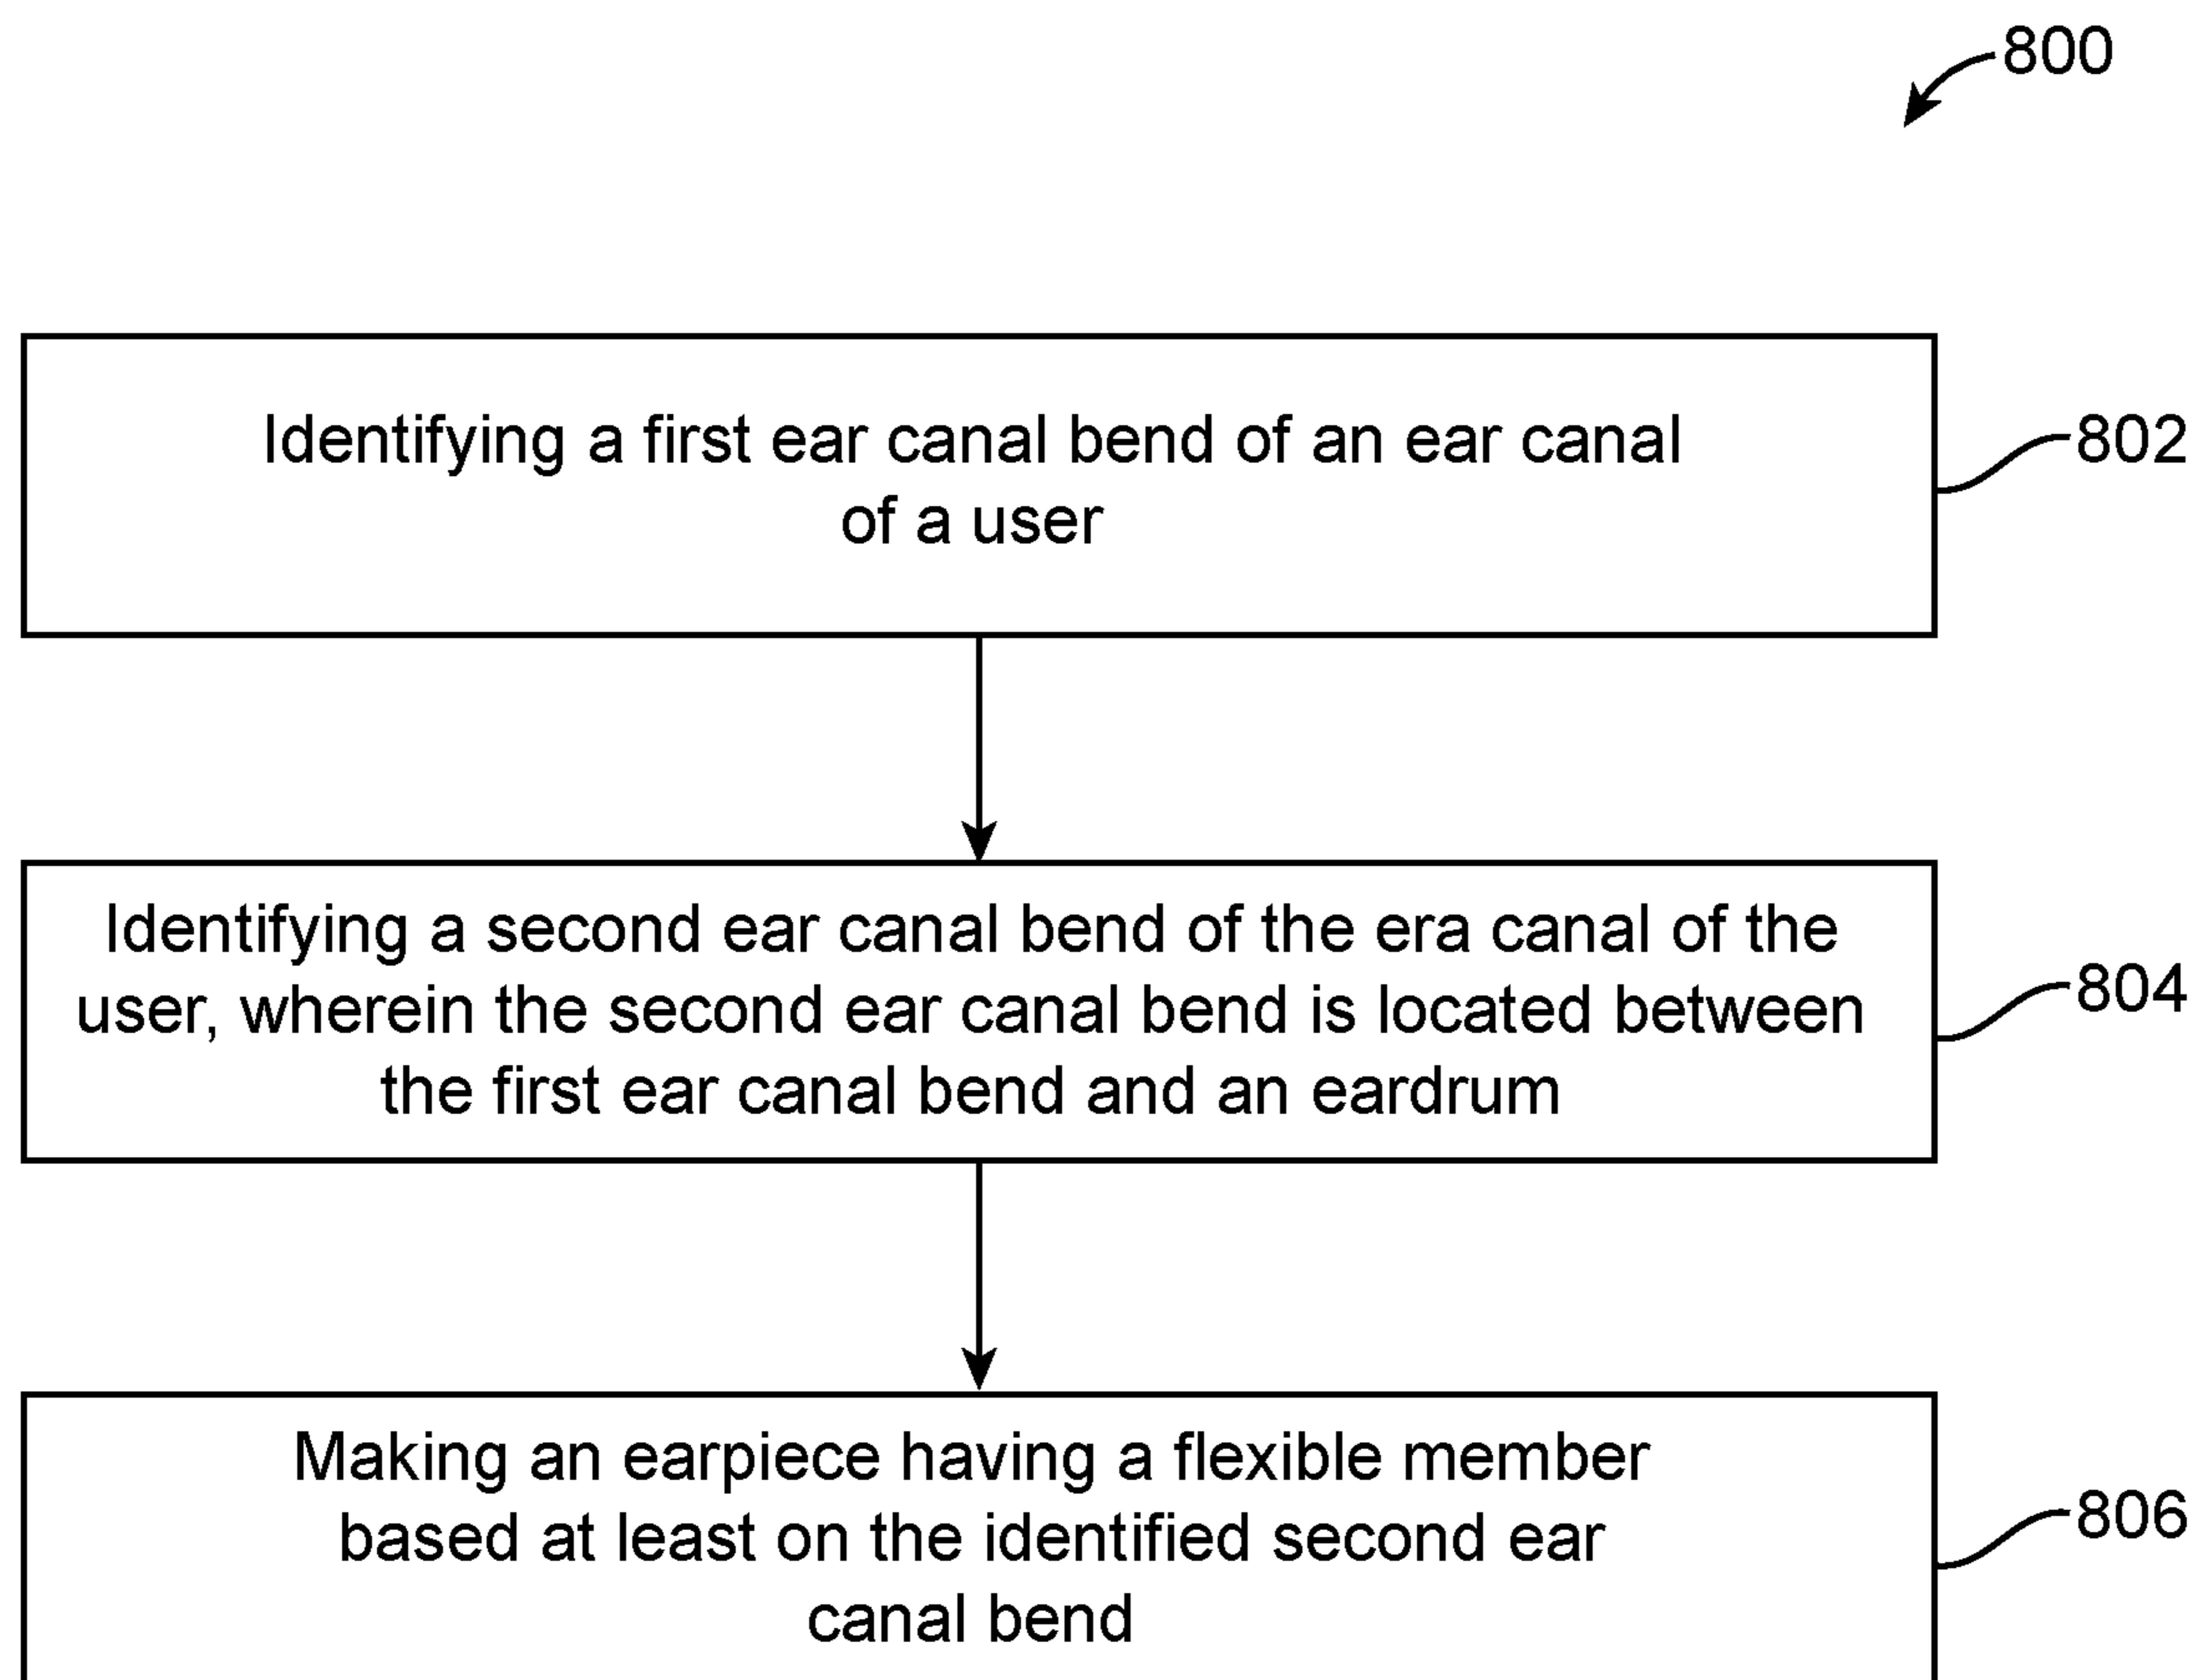 800
Identifying a first ear canal bend of an ear canal
of a user
802
Identifying a second ear canal bend of the era canal of the
user, wherein the second ear canal bend is located between
the first ear canal bend and an eardrum
804
Making an earpiece having a flexible member
based at least on the identified second ear
canal bend
806